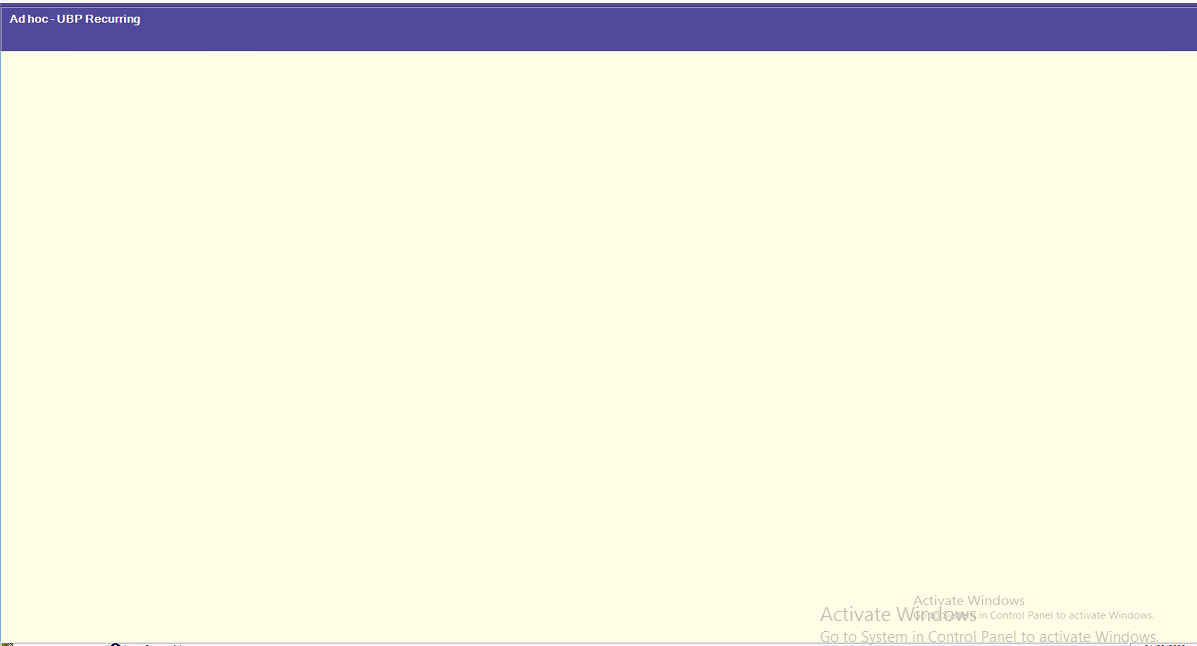 Ad hoc - UBP Recurring
Activate Windows
Go to System in Control Panel to activate Windows.
Activate Windows
Go to System in Control Panel to activate Windows.